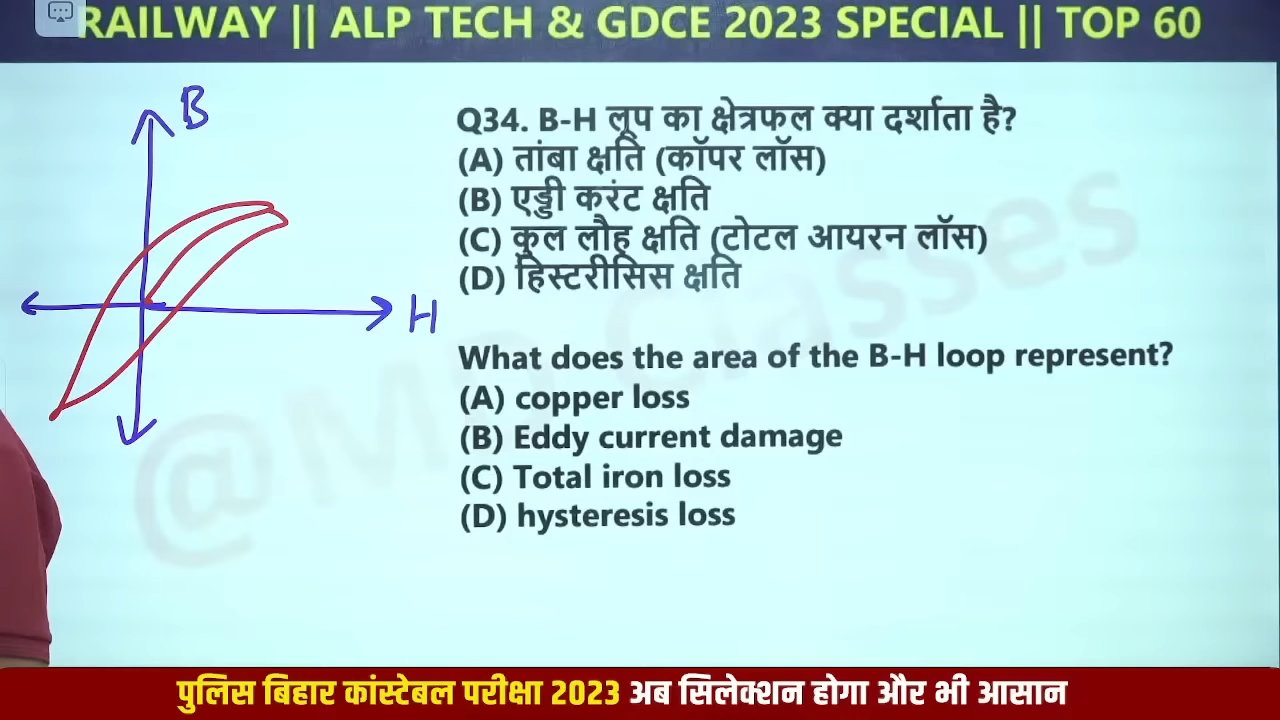 RAILWAY || ALP TECH & GDCE 2023 SPECIAL || TOP 60
B
H
Q34. B-H लूप का क्षेत्रफल क्या दर्शाता है?
(A) तांबा क्षति (कॉपर लॉस)
(B) एड्डी करंट क्षति
(C) कुल लौह क्षति (टोटल आयरन लॉस)
(D) हिस्टरीसिस क्षति
What does the area of the B-H loop represent?
(A) copper loss
(B) Eddy current damage
(C) Total iron loss
(D) hysteresis loss
@MD Classes
पुलिस बिहार कांस्टेबल परीक्षा 2023 अब सिलेक्शन होगा और भी आसान